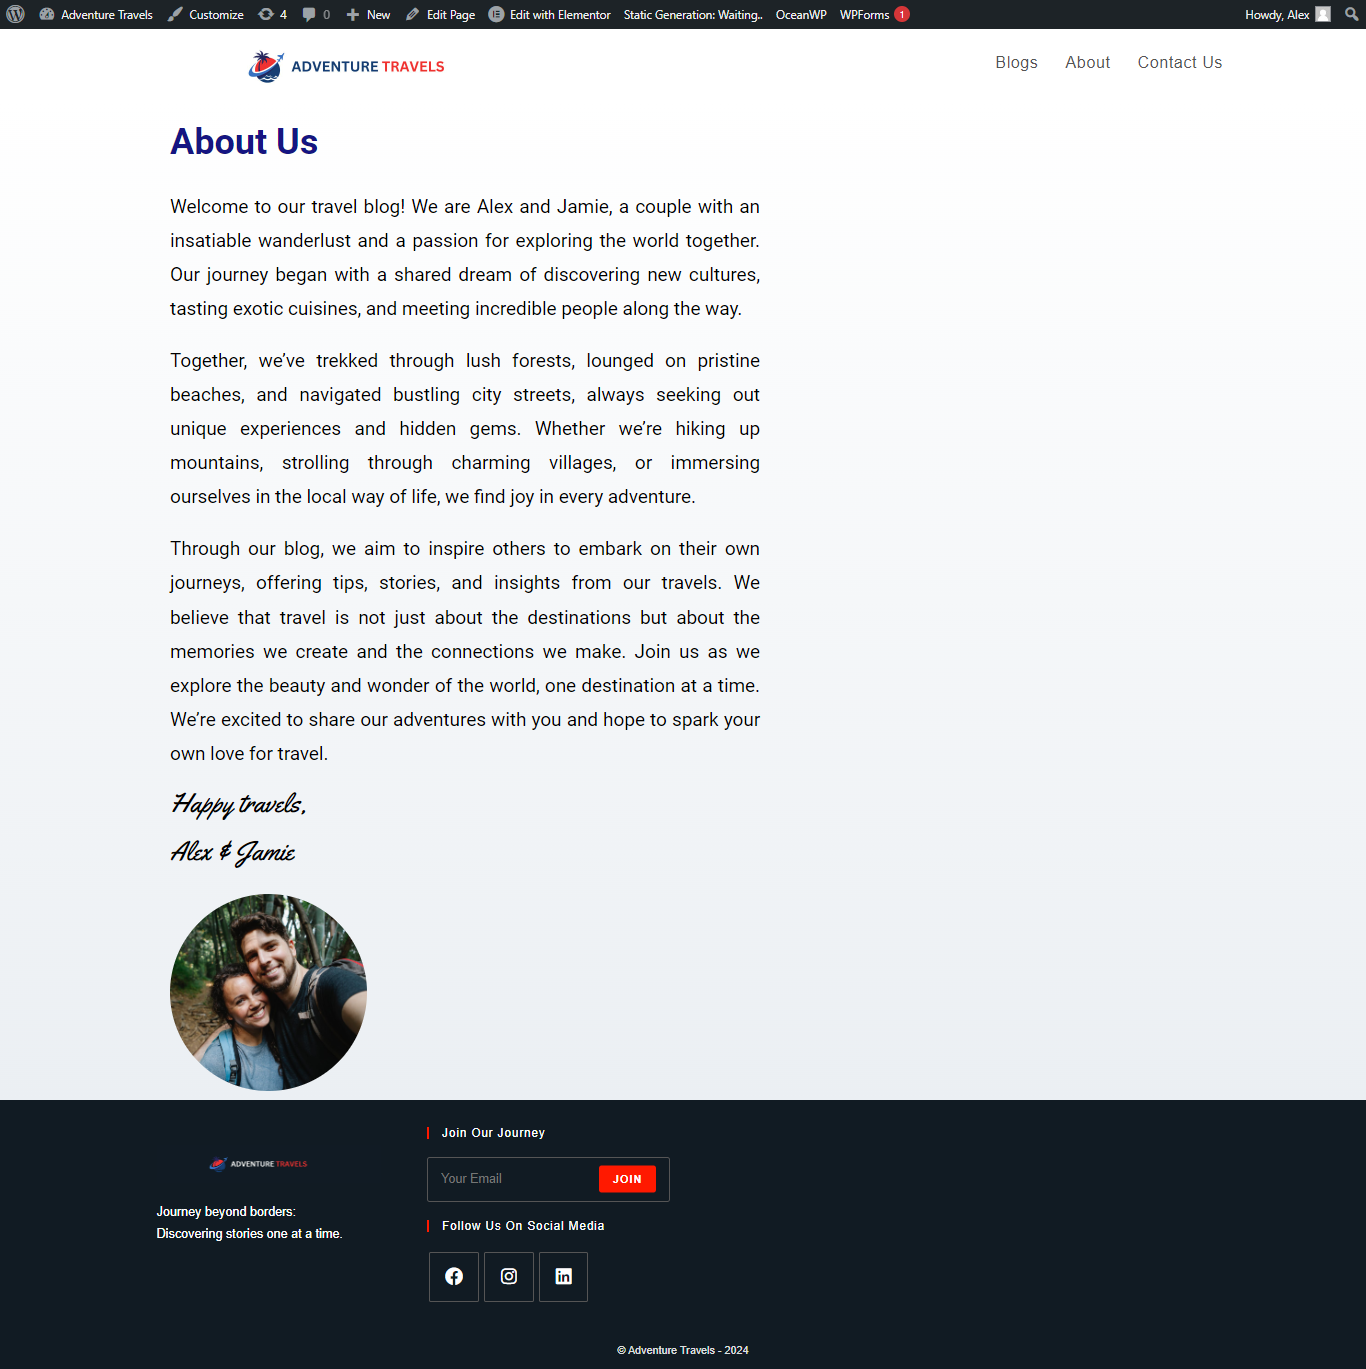 Adventure Travels Customize 4 0 New Edit Page Edit with Elementor Static Generation: Waiting.. OceanWP WPForms 1 Howdy, Alex
ADVENTURE TRAVELS
Blogs About Contact Us
About Us
Welcome to our travel blog! We are Alex and Jamie, a couple with an
insatiable wanderlust and a passion for exploring the world together.
Our journey began with a shared dream of discovering new cultures,
tasting exotic cuisines, and meeting incredible people along the way.
Together, we’ve trekked through lush forests, lounged on pristine
beaches, and navigated bustling city streets, always seeking out
unique experiences and hidden gems. Whether we’re hiking up
mountains, strolling through charming villages, or immersing
ourselves in the local way of life, we find joy in every adventure.
Through our blog, we aim to inspire others to embark on their own
journeys, offering tips, stories, and insights from our travels. We
believe that travel is not just about the destinations but about the
memories we create and the connections we make. Join us as we
explore the beauty and wonder of the world, one destination at a time.
We’re excited to share our adventures with you and hope to spark your
own love for travel.
Happy travels,
Alex & Jamie
ADVENTURE TRAVELS
Journey beyond borders:
Discovering stories one at a time.
Join Our Journey
Your Email JOIN
Follow Us On Social Media
© Adventure Travels - 2024